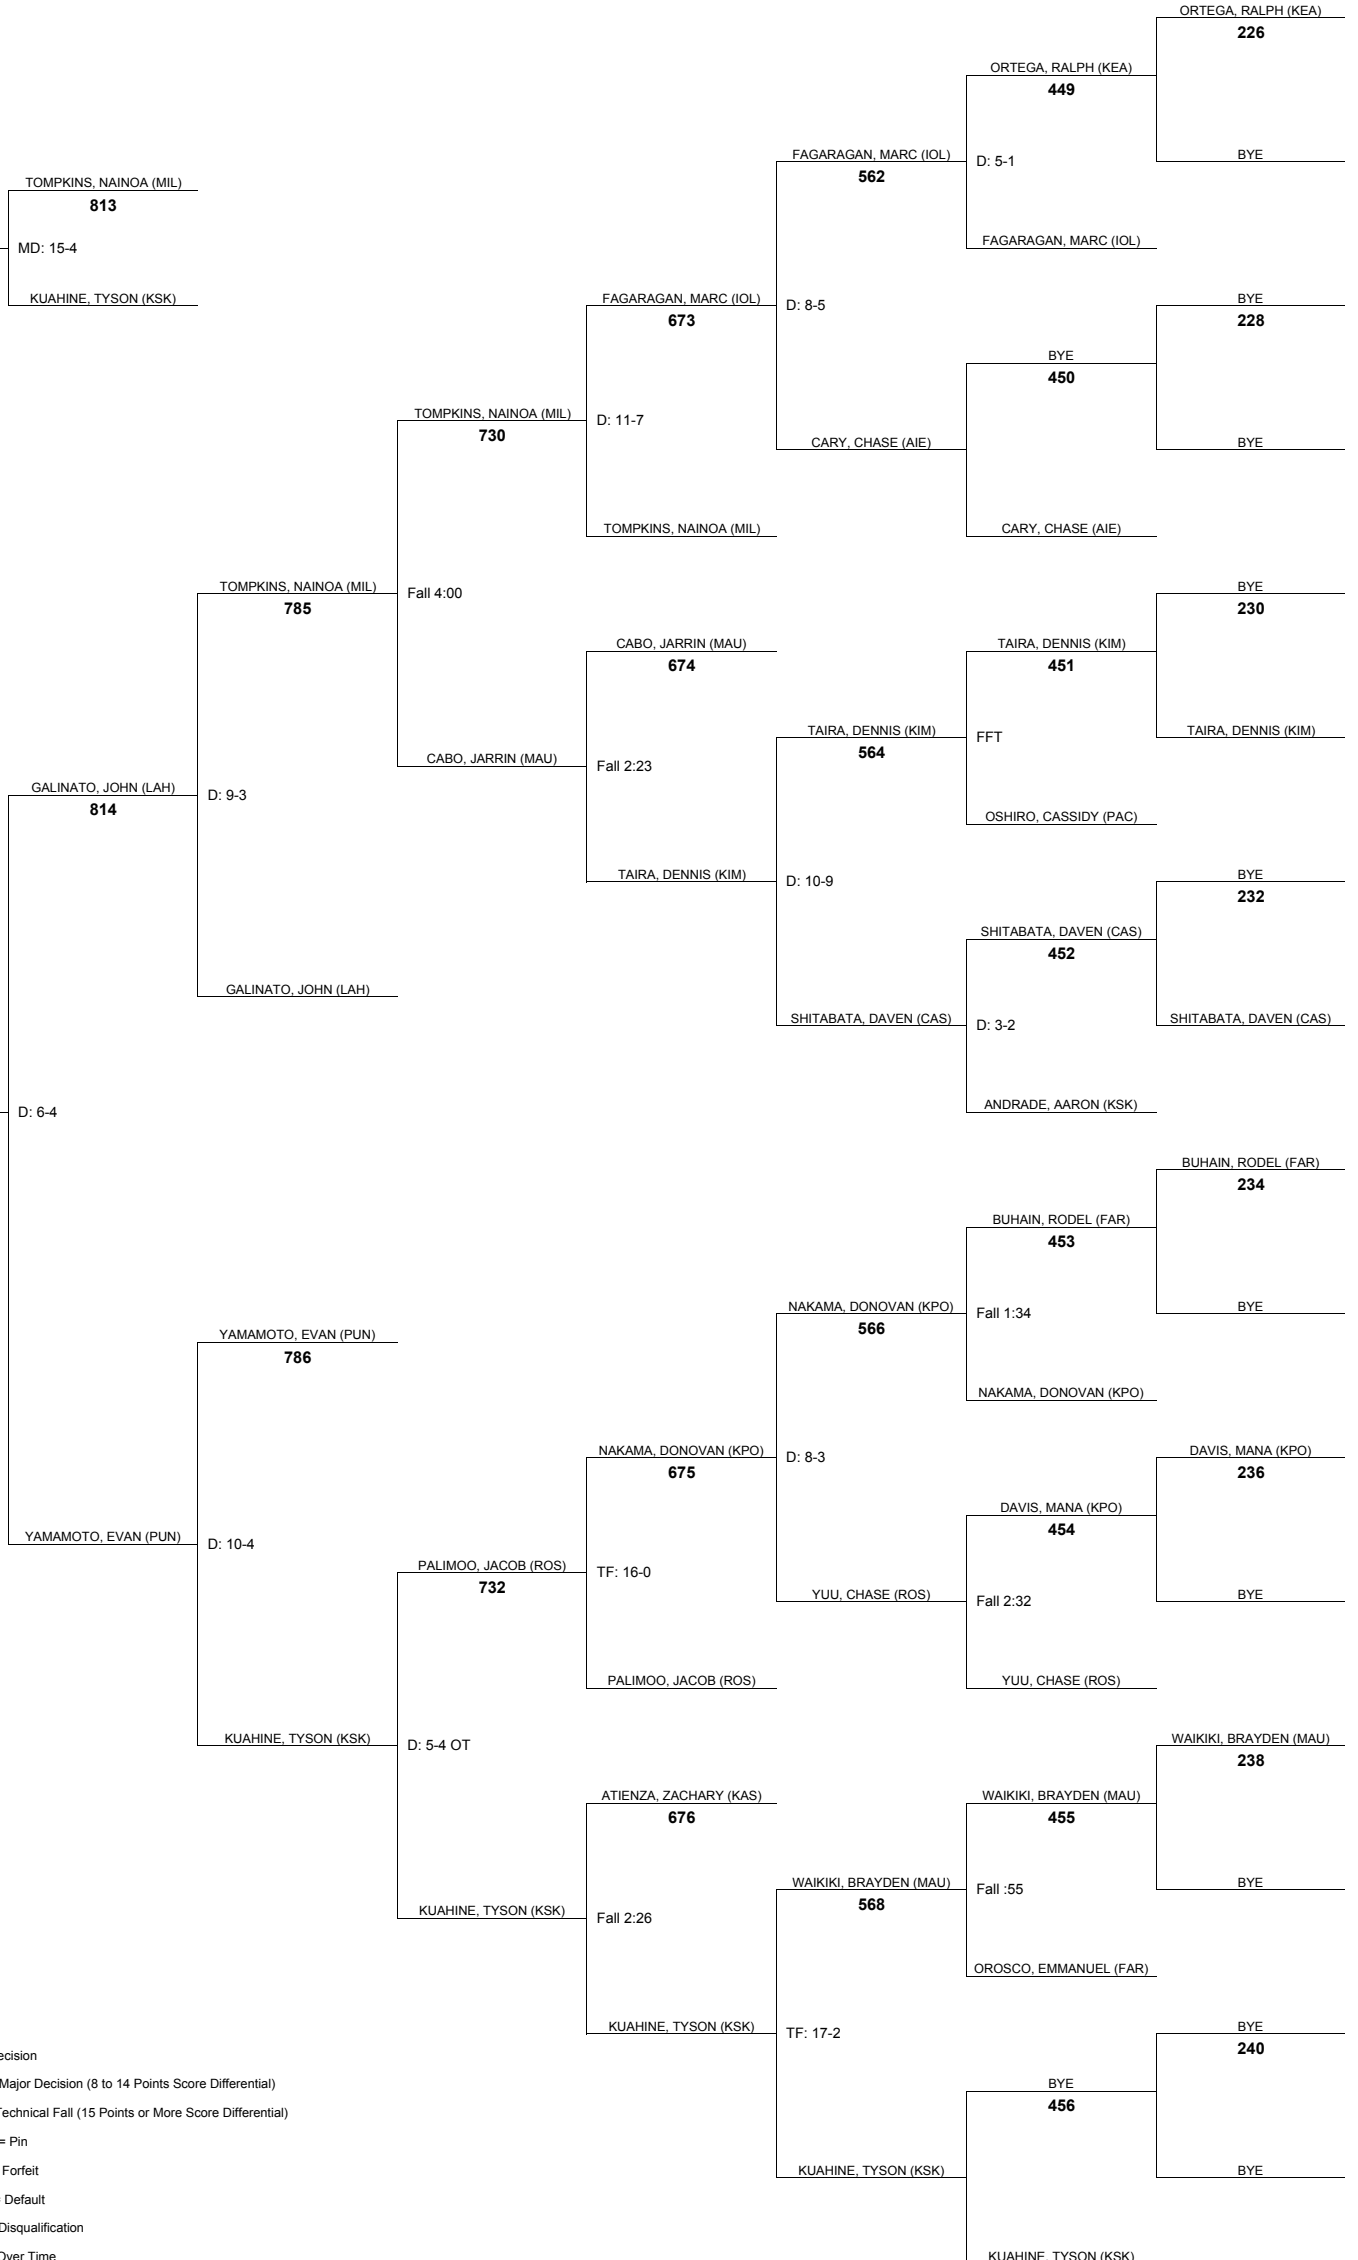 ORTEGA, RALPH (KEA)
226
ORTEGA, RALPH (KEA)
449
FAGARAGAN, MARC (IOL)
562
D: 5-1
BYE
TOMPKINS, NAINOA (MIL)
813
MD: 15-4
FAGARAGAN, MARC (IOL)
KUAHINE, TYSON (KSK)
FAGARAGAN, MARC (IOL)
673
D: 8-5
BYE
228
BYE
450
TOMPKINS, NAINOA (MIL)
730
D: 11-7
CARY, CHASE (AIE)
BYE
TOMPKINS, NAINOA (MIL)
CARY, CHASE (AIE)
TOMPKINS, NAINOA (MIL)
785
Fall 4:00
BYE
230
CABO, JARRIN (MAU)
674
TAIRA, DENNIS (KIM)
451
TAIRA, DENNIS (KIM)
564
FFT
TAIRA, DENNIS (KIM)
CABO, JARRIN (MAU)
Fall 2:23
GALINATO, JOHN (LAH)
814
D: 9-3
OSHIRO, CASSIDY (PAC)
TAIRA, DENNIS (KIM)
D: 10-9
BYE
232
SHITABATA, DAVEN (CAS)
452
GALINATO, JOHN (LAH)
SHITABATA, DAVEN (CAS)
D: 3-2
SHITABATA, DAVEN (CAS)
D: 6-4
ANDRADE, AARON (KSK)
BUHAIN, RODEL (FAR)
234
BUHAIN, RODEL (FAR)
453
NAKAMA, DONOVAN (KPO)
566
Fall 1:34
BYE
YAMAMOTO, EVAN (PUN)
786
NAKAMA, DONOVAN (KPO)
NAKAMA, DONOVAN (KPO)
675
D: 8-3
DAVIS, MANA (KPO)
236
DAVIS, MANA (KPO)
454
YAMAMOTO, EVAN (PUN)
D: 10-4
PALIMOO, JACOB (ROS)
732
TF: 16-0
YUU, CHASE (ROS)
Fall 2:32
BYE
PALIMOO, JACOB (ROS)
YUU, CHASE (ROS)
KUAHINE, TYSON (KSK)
D: 5-4 OT
WAIKIKI, BRAYDEN (MAU)
238
ATIENZA, ZACHARY (KAS)
676
WAIKIKI, BRAYDEN (MAU)
455
WAIKIKI, BRAYDEN (MAU)
568
Fall :55
BYE
KUAHINE, TYSON (KSK)
Fall 2:26
OROSCO, EMMANUEL (FAR)
KUAHINE, TYSON (KSK)
TF: 17-2
BYE
240
BYE
456
KUAHINE, TYSON (KSK)
BYE
KUAHINE, TYSON (KSK)
ecision
Major Decision (8 to 14 Points Score Differential)
Technical Fall (15 Points or More Score Differential)
= Pin
Forfeit
Default
Disqualification
Over Time